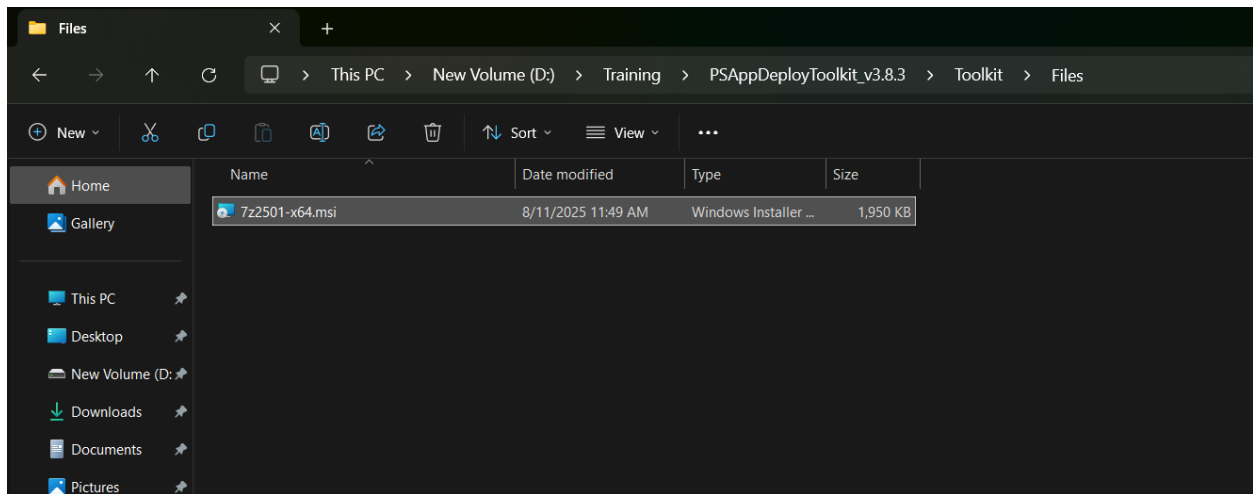 Files
This PC > New Volume (D:) > Training > PSAppDeployToolkit_v3.8.3 > Toolkit > Files
New Sort View
Name Date modified Type Size
7z2501-x64.msi 8/11/2025 11:49 AM Windows Installer ... 1,950 KB
Home
Gallery
This PC
Desktop
New Volume (D:
Downloads
Documents
Pictures